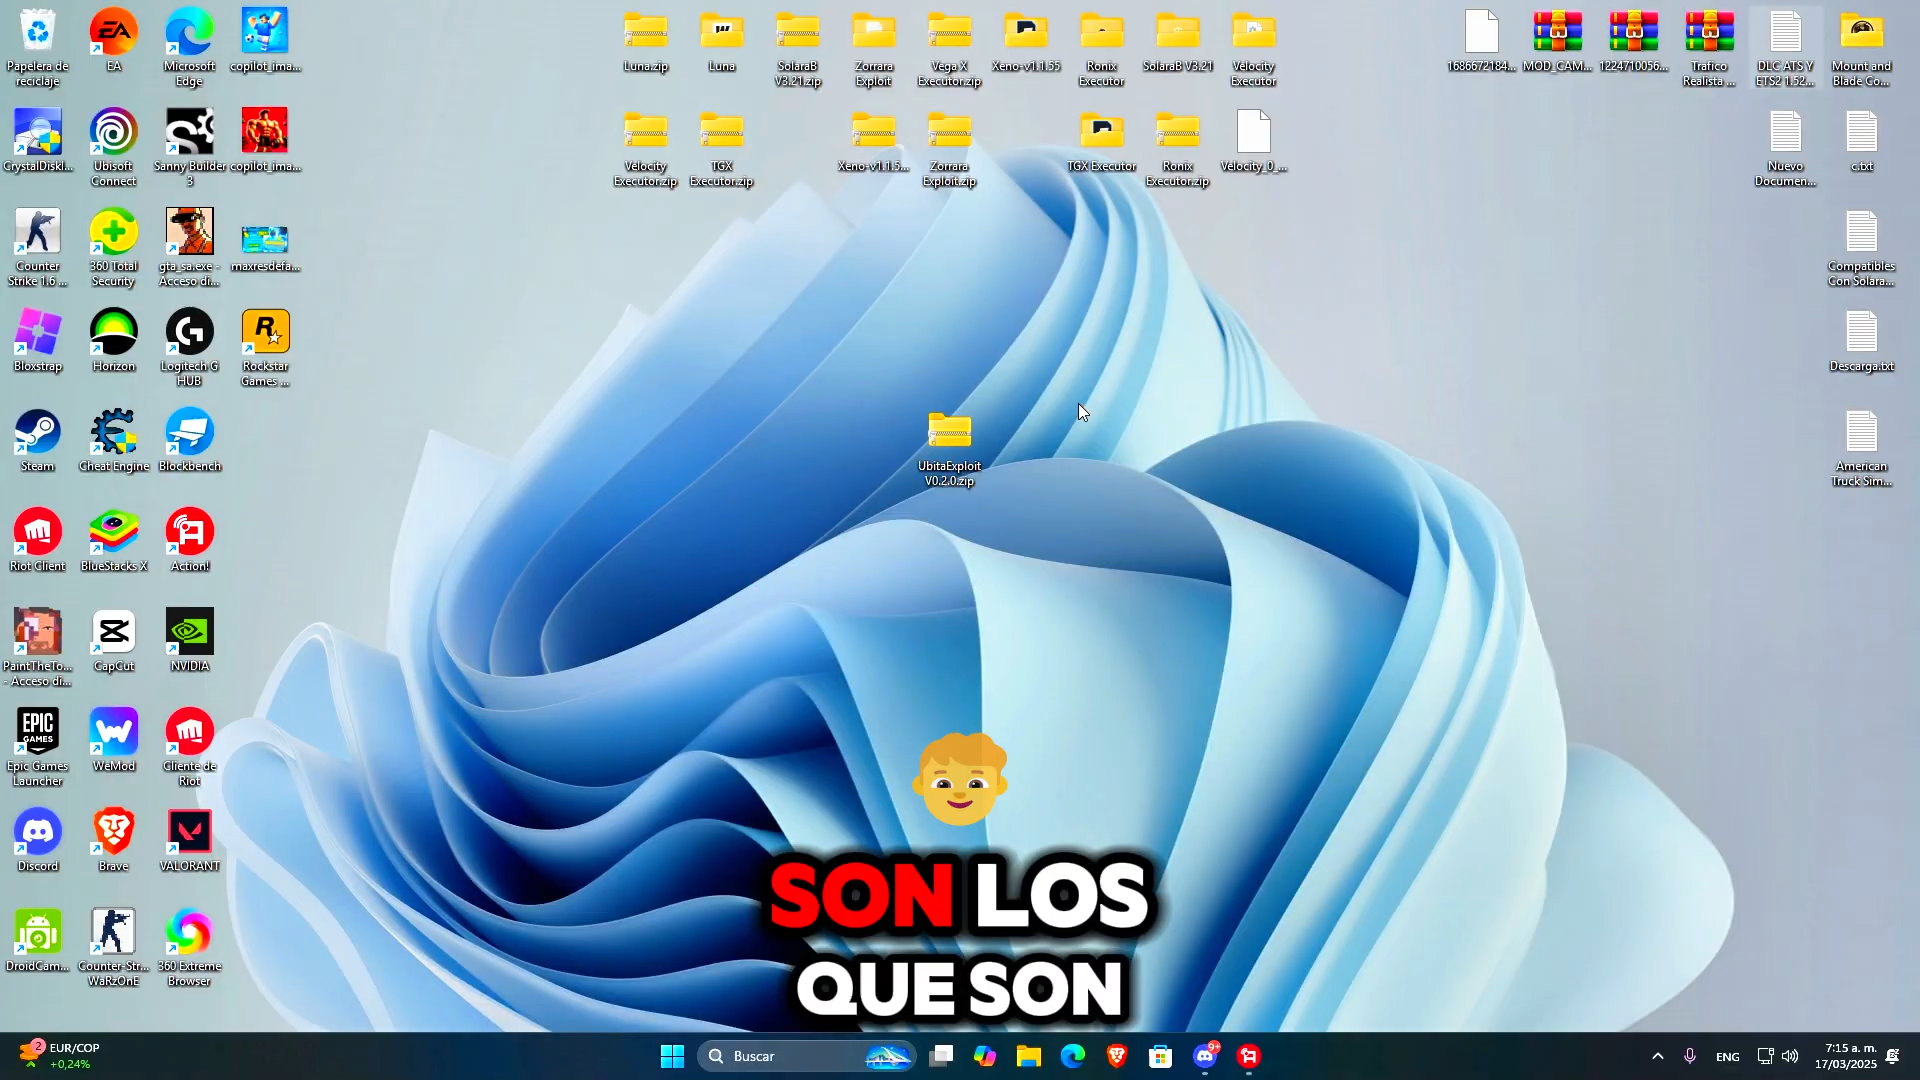 Papelera de
reciclaje
EA
Microsoft
Edge
copilot_ima...
Luna.zip
Luna
SolaraB
V3.21.zip
Zorrara
Exploit
Vega X
Executor.zip
Xeno-v1.1.55
Ronix
Executor
SolaraB V3.21
Velocity
Executor
1686672184...
MOD_CAM...
1224710056...
Trafico
Realista ...
DLC ATS Y
ETS2 1.52...
Mount and
Blade Co...
CrystalDiskI...
Ubisoft
Connect
Sanny Builder
3
copilot_ima...
Velocity
Executor.zip
TGX
Executor.zip
Xeno-v1.1.5...
Zorrara
Exploit.zip
TGX Executor
Ronix
Executor.zip
Velocity_0_...
Nuevo
Documen...
c.txt
Counter
Strike 1.6 ...
360 Total
Security
gta_sa.exe -
Acceso di...
maxresdefa...
Compatibles
Con Solara...
Bloxstrap
Horizon
Logitech G
HUB
Rockstar
Games ...
Descarga.txt
Steam
Cheat Engine
Blockbench
UbitaExploit
V0.2.0.zip
American
Truck Sim...
Riot Client
BlueStacks X
Action!
PaintTheTo...
- Acceso di...
CapCut
NVIDIA
EPIC
GAMES
Epic Games
Launcher
WeMod
Cliente de
Riot
Discord
Brave
VALORANT
DroidCam...
Counter-Str...
WaRzOnE
360 Extreme
Browser
SON LOS
QUE SON
2
EUR/COP
+0,24%
Buscar
9+
ENG
7:15 a. m.
17/03/2025